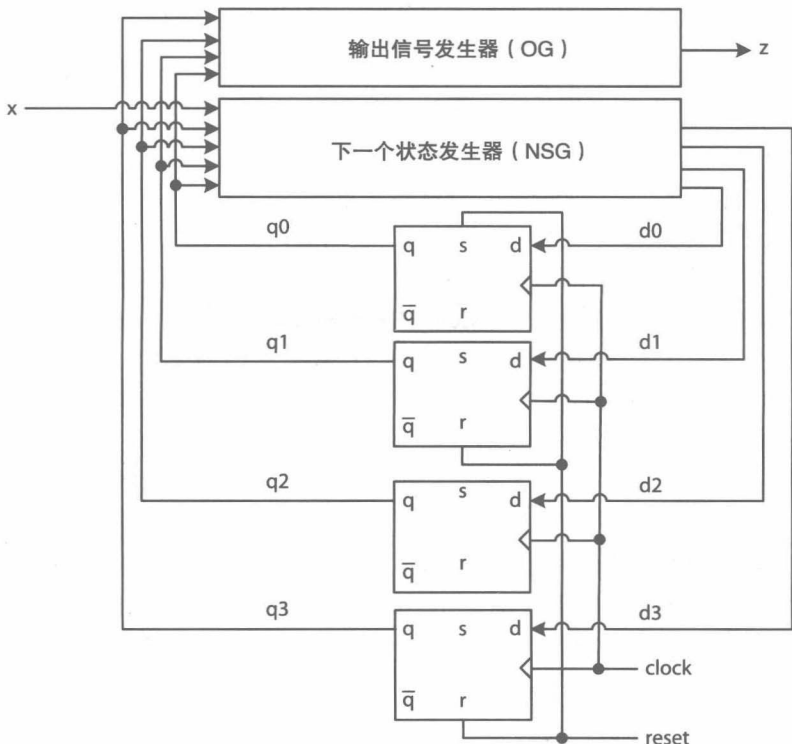 输出信号发生器（OG）
z
x
下一个状态发生器（NSG）
q0
q s d
d0
q̅ r
q1
q s d
d1
q̅ r
q2
q s d
d2
q̅ r
q3
q s d
d3
q̅ r
clock
reset